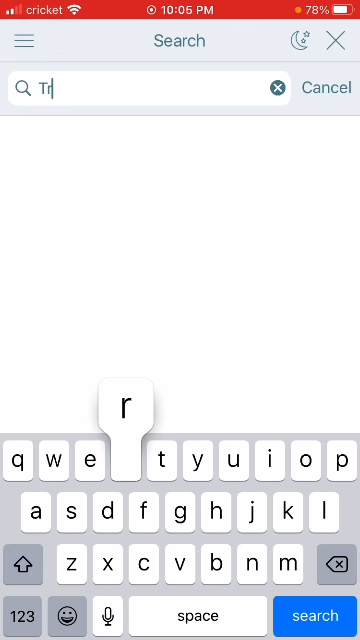 cricket 10:05 PM 78%
Search
Tr Cancel
r
q w e t y u i o p
a s d f g h j k l
z x c v b n m
123 space search